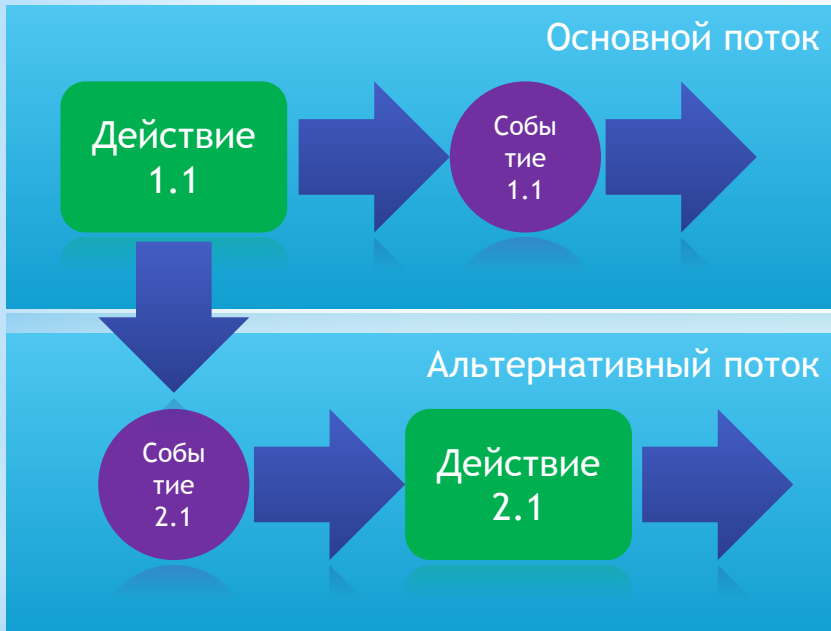 Основной поток
Действие
1.1
Собы
тие
1.1
Альтернативный поток
Собы
тие
2.1
Действие
2.1